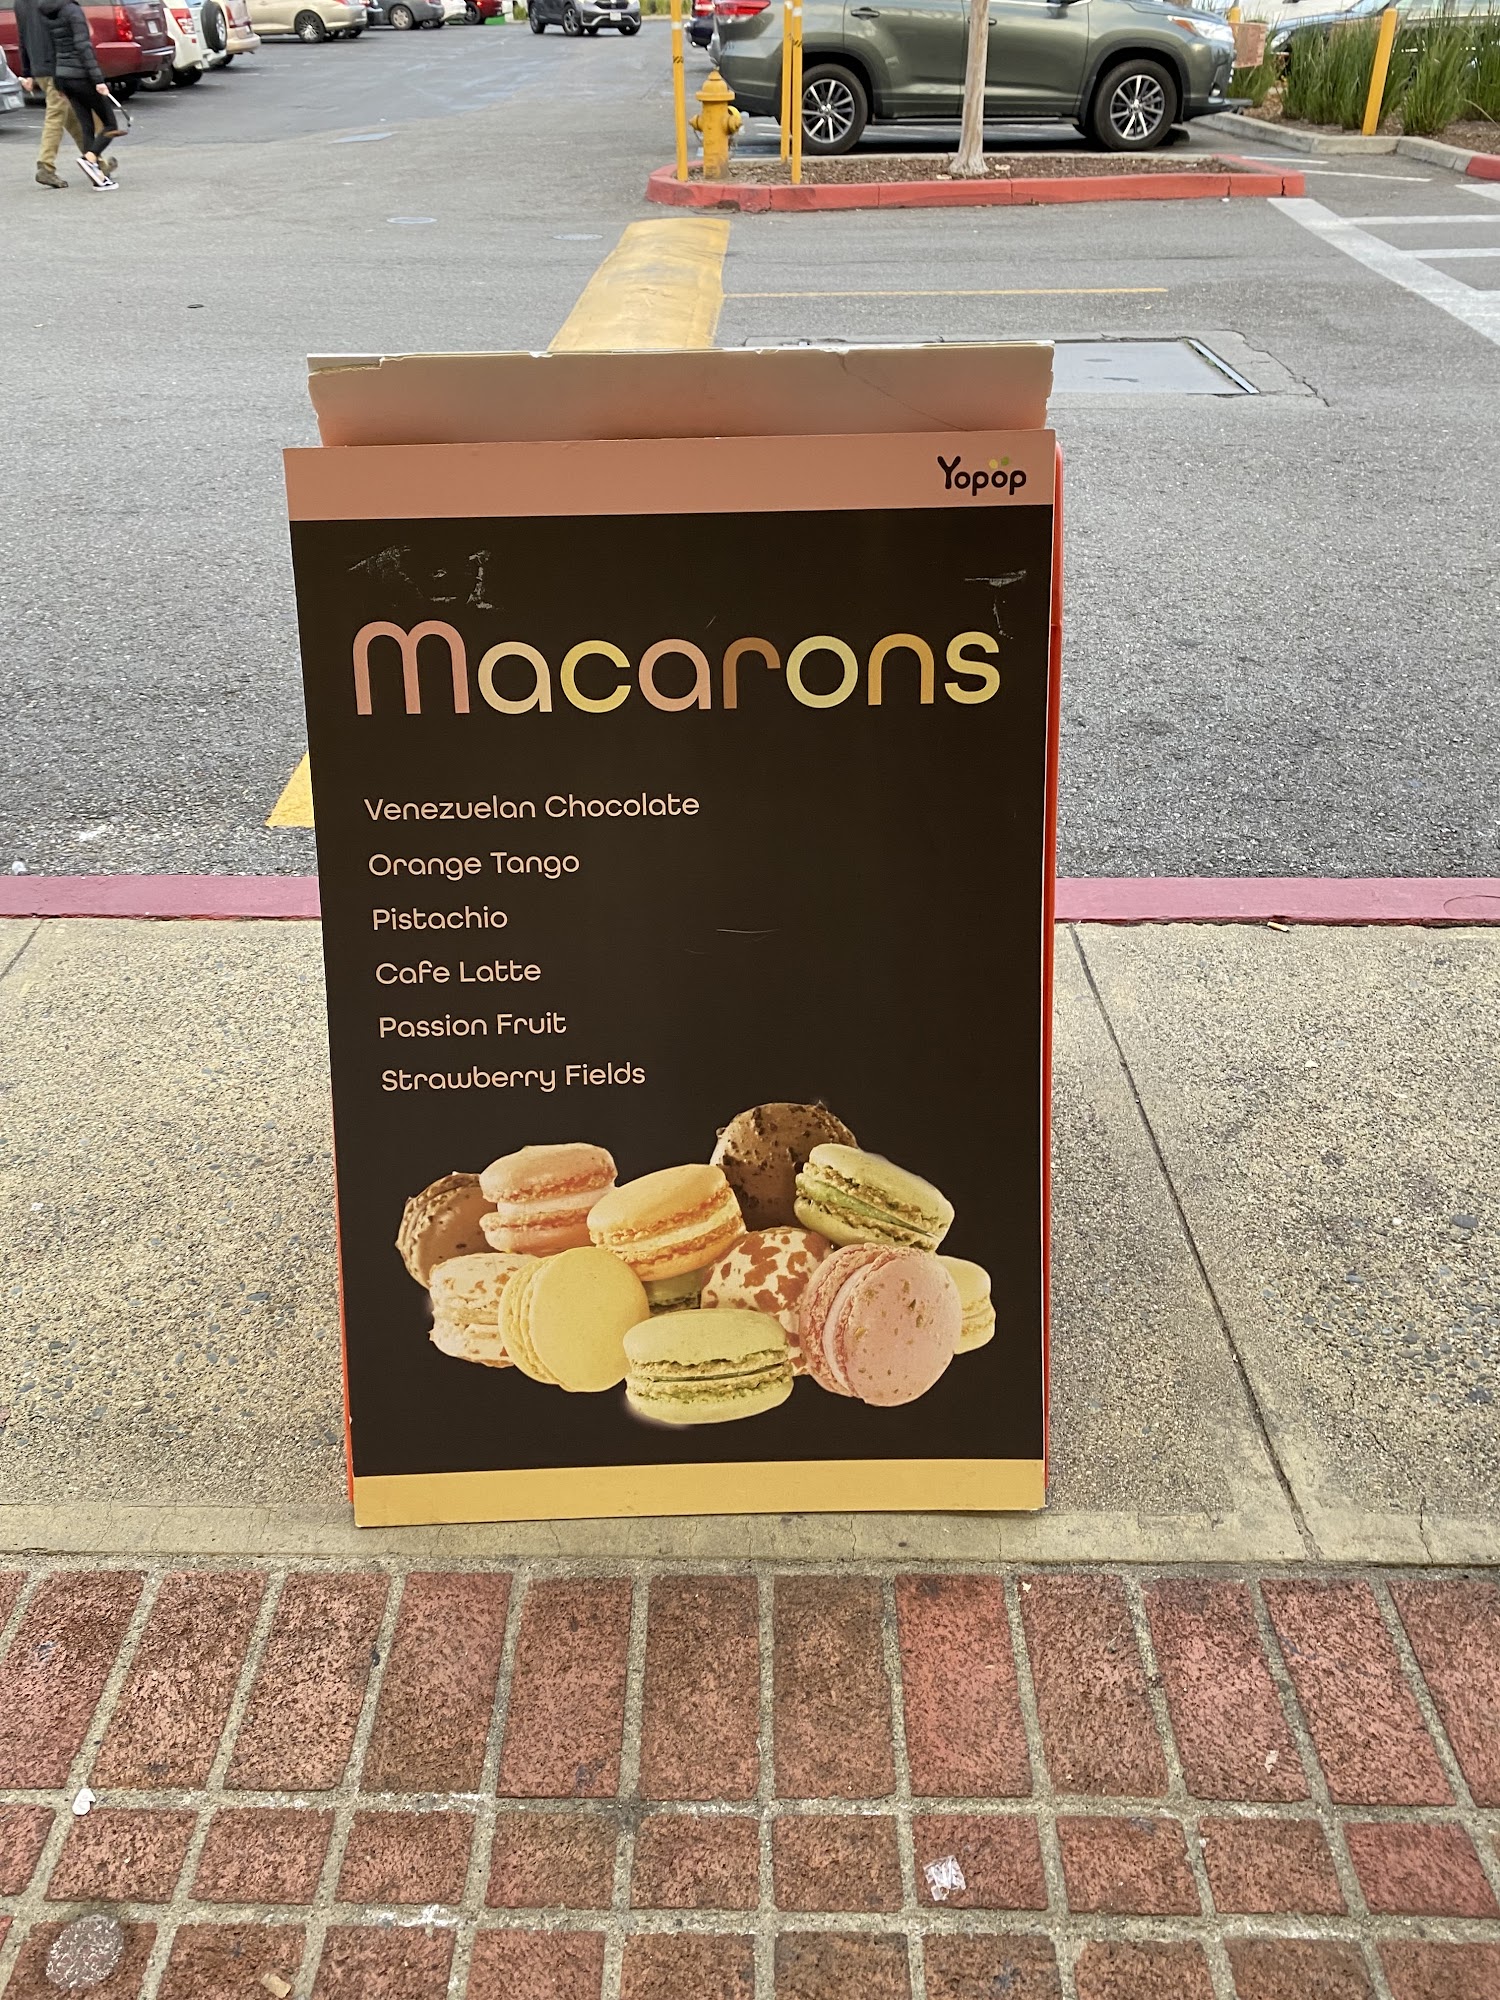 Yopop
Macarons
Venezuelan Chocolate
Orange Tango
Pistachio
Cafe Latte
Passion Fruit
Strawberry Fields